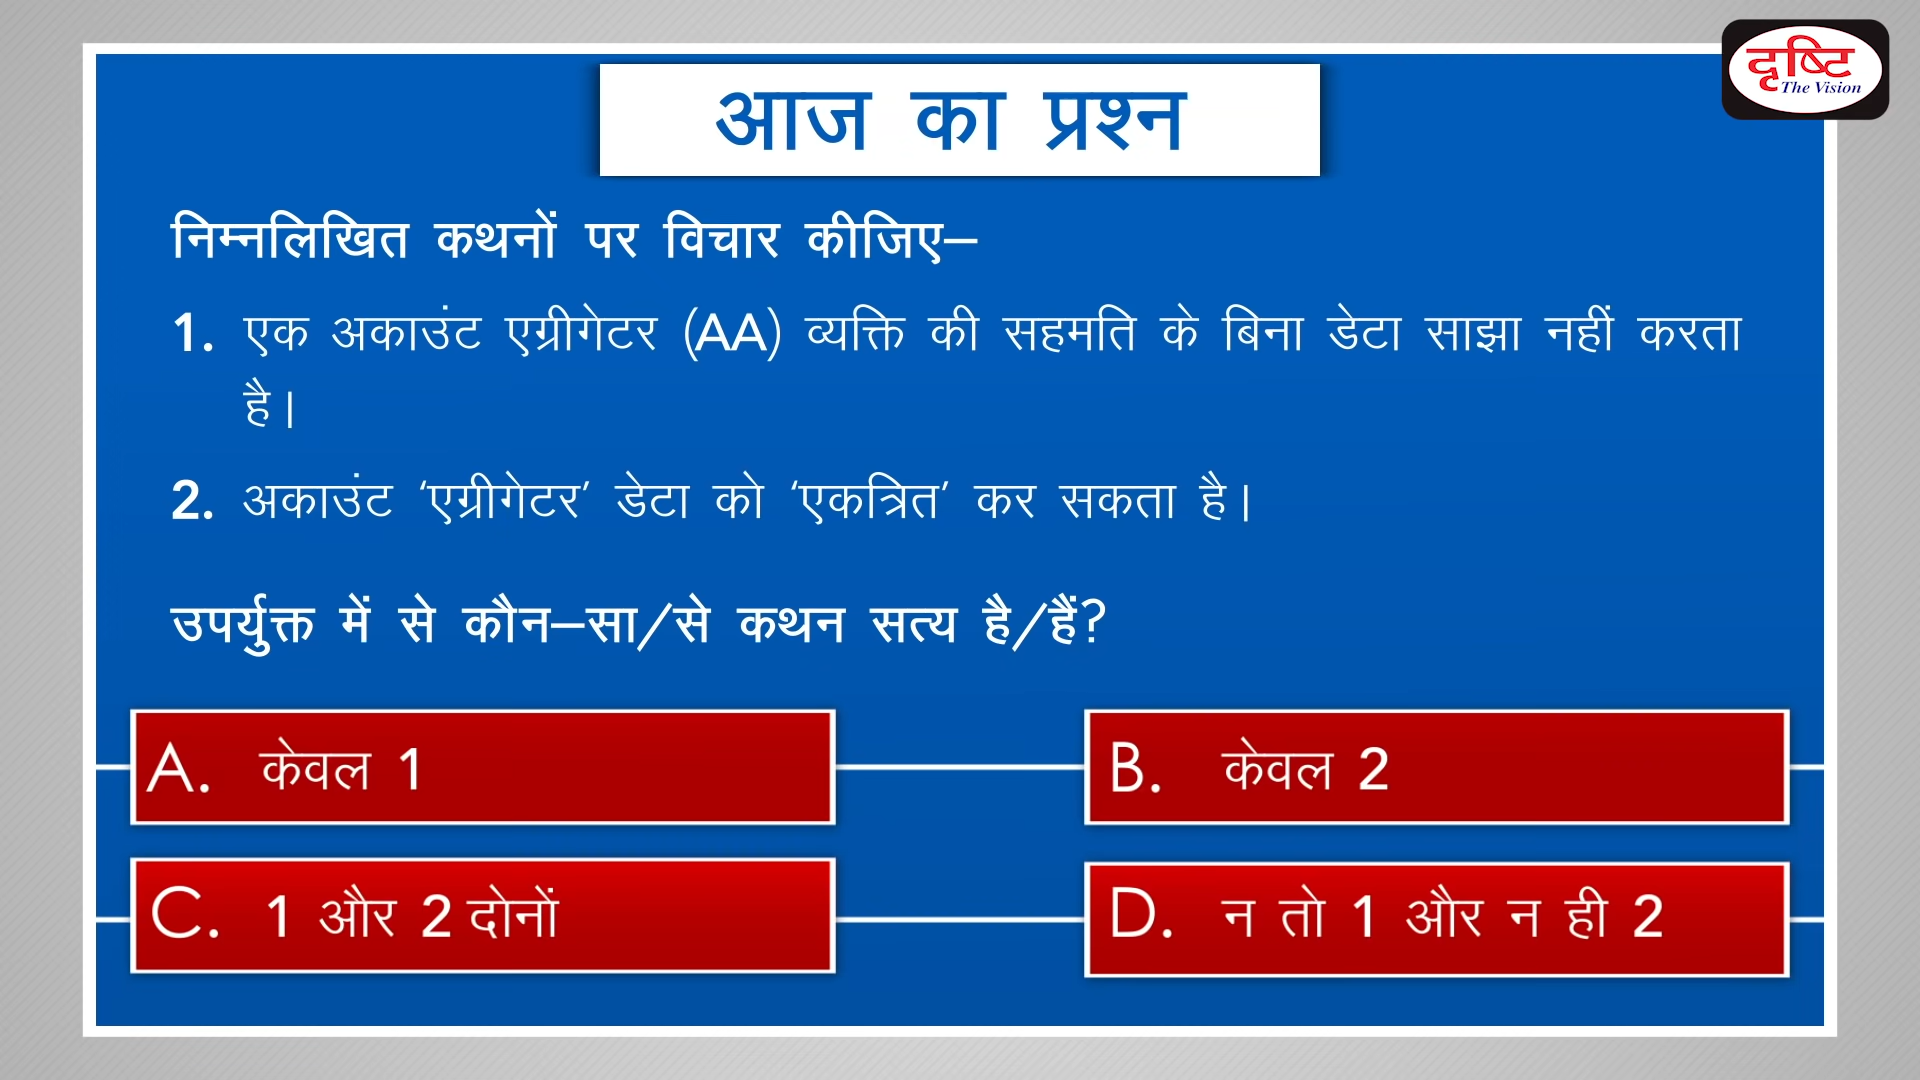 दृष्टि
The Vision
आज का प्रश्न
निम्नलिखित कथनों पर विचार कीजिए–
1. एक अकाउंट एग्रीगेटर (AA) व्यक्ति की सहमति के बिना डेटा साझा नहीं करता
है।
2. अकाउंट ‘एग्रीगेटर’ डेटा को ‘एकत्रित’ कर सकता है।
उपर्युक्त में से कौन–सा/से कथन सत्य है/हैं?
A. केवल 1
B. केवल 2
C. 1 और 2 दोनों
D. न तो 1 और न ही 2